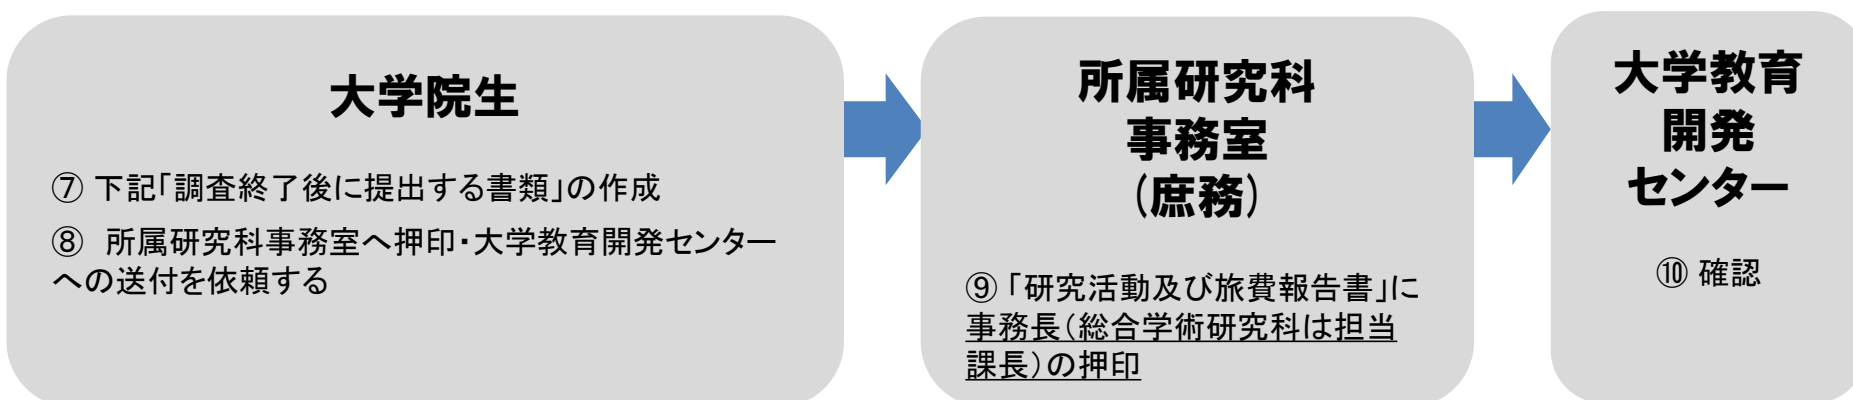 大学院生
⑦ 下記「調査終了後に提出する書類」の作成
⑧ 所属研究科事務室へ押印・大学教育開発センター
への送付を依頼する
所属研究科
事務室
(庶務)
⑨「研究活動及び旅費報告書」に
事務長(総合学術研究科は担当
課長)の押印
大学教育
開発
センター
⑩ 確認